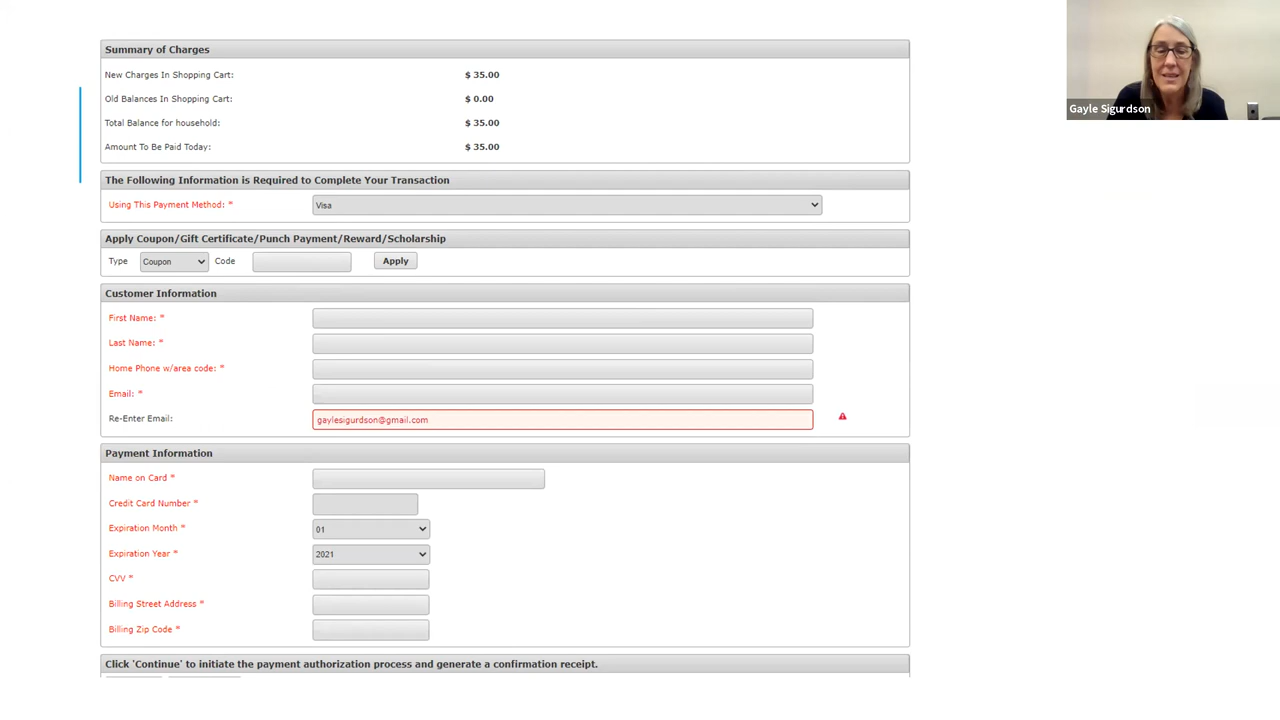 Summary of Charges
New Charges In Shopping Cart: $ 35.00
Old Balances In Shopping Cart: $ 0.00
Total Balance for household: $ 35.00
Amount To Be Paid Today: $ 35.00
The Following Information is Required to Complete Your Transaction
Using This Payment Method: * Visa
Apply Coupon/Gift Certificate/Punch Payment/Reward/Scholarship
Type Coupon Code Apply
Customer Information
First Name: *
Last Name: *
Home Phone w/area code: *
Email: *
Re-Enter Email: gaylesigurdson@gmail.com
Payment Information
Name on Card *
Credit Card Number *
Expiration Month * 01
Expiration Year * 2021
CVV *
Billing Street Address *
Billing Zip Code *
Click 'Continue' to initiate the payment authorization process and generate a confirmation receipt.
Gayle Sigurdson